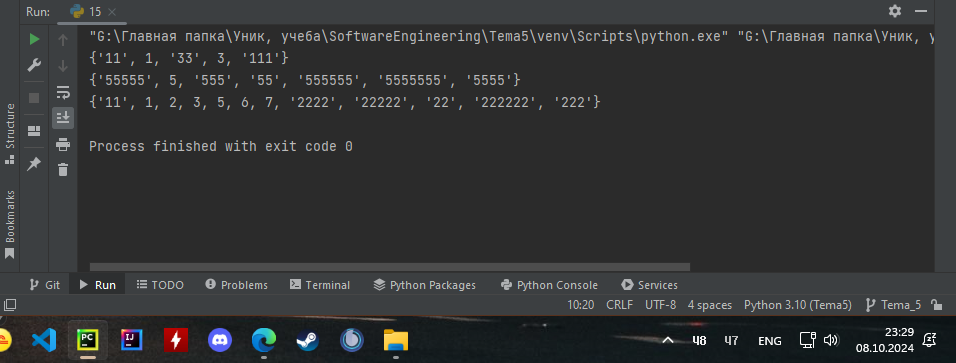 Run: 15 ×
"G:\Главная папка\Уник, учеба\SoftwareEngineering\Tema5\venv\Scripts\python.exe" "G:\Главная папка\Уник, у
{'11', 1, '33', 3, '111'}
{'55555', 5, '555', '55', '555555', '5555555', '5555'}
{'11', 1, 2, 3, 5, 6, 7, '2222', '22222', '22', '222222', '222'}
Process finished with exit code 0
Structure
Bookmarks
Git Run TODO Problems Terminal Python Packages Python Console Services
10:20 CRLF UTF-8 4 spaces Python 3.10 (Tema5) Tema_5
PC IJ Ч8 Ч7 ENG 23:29
08.10.2024